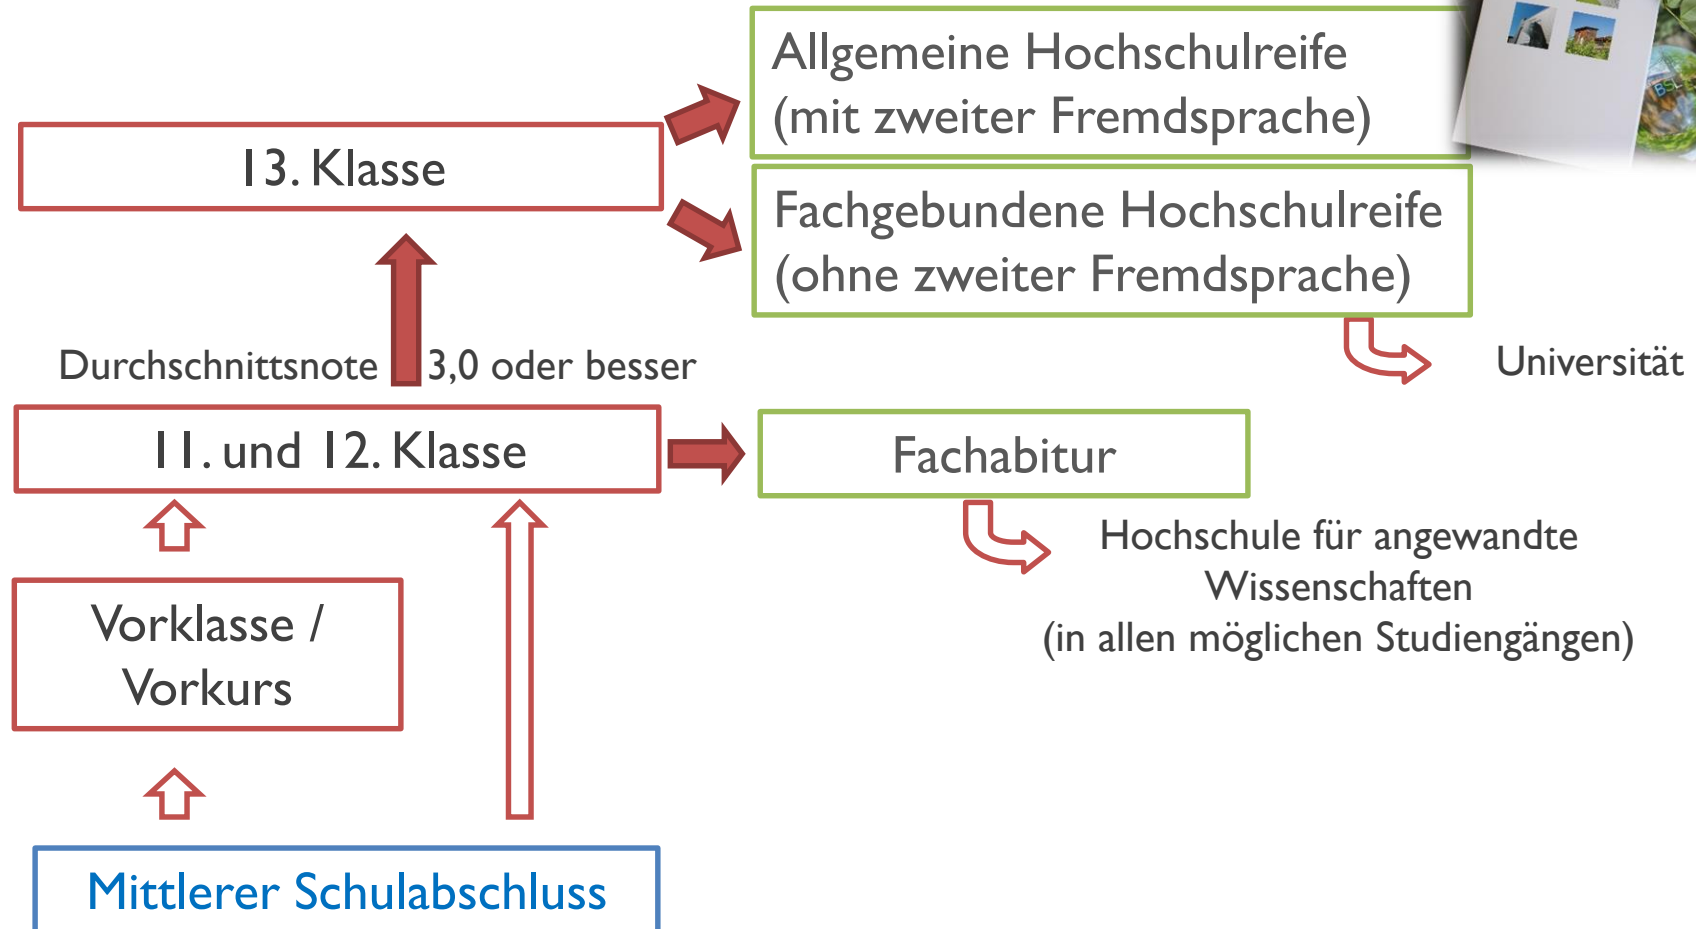 Allgemeine Hochschulreife
(mit zweiter Fremdsprache)
13. Klasse
Fachgebundene Hochschulreife
(ohne zweiter Fremdsprache)
Durchschnittsnote 3,0 oder besser
Universität
11. und 12. Klasse
Fachabitur
Hochschule für angewandte
Wissenschaften
(in allen möglichen Studiengängen)
Vorklasse /
Vorkurs
Mittlerer Schulabschluss
BSL